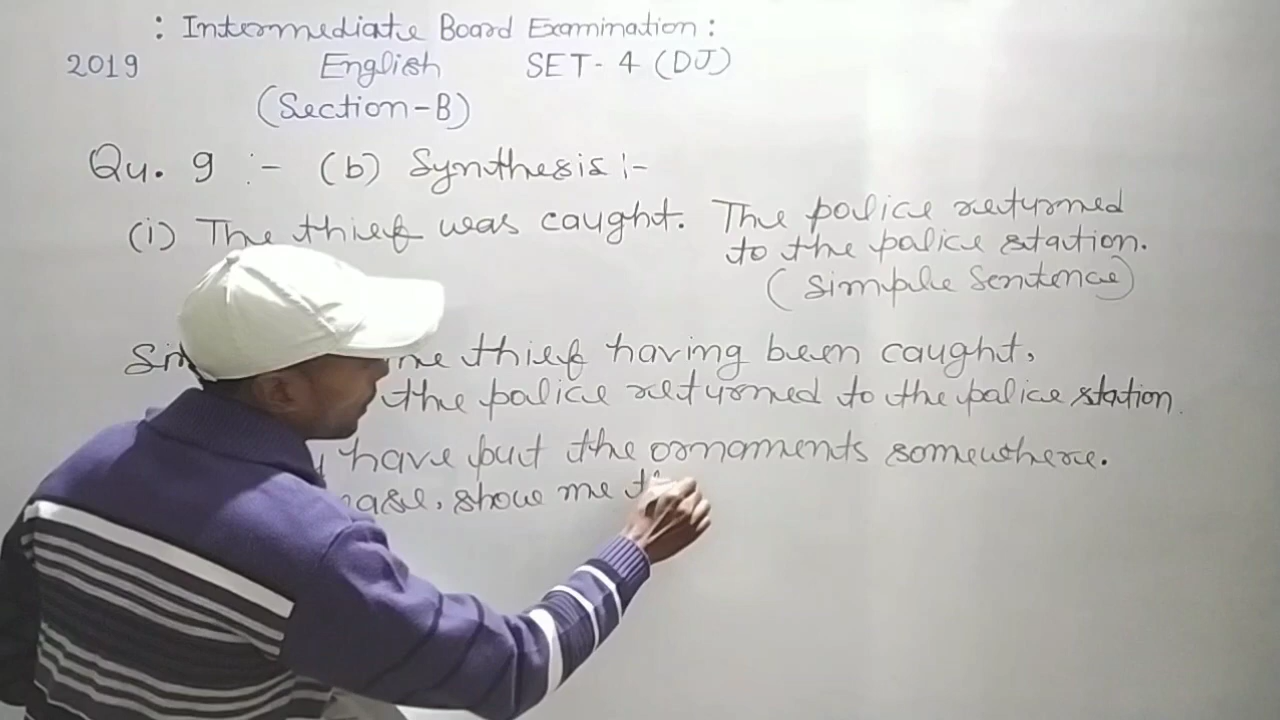 : Intermediate Board Examination :
2019 English SET - 4 (DJ)
(Section-B)
Qu. 9 :- (b) Synthesis :-
(i) The thief was caught. The police returned
to the police station.
(Simple Sentence)
thief having been caught,
the police returned to the police station.
have put the ornaments somewhere.
show me